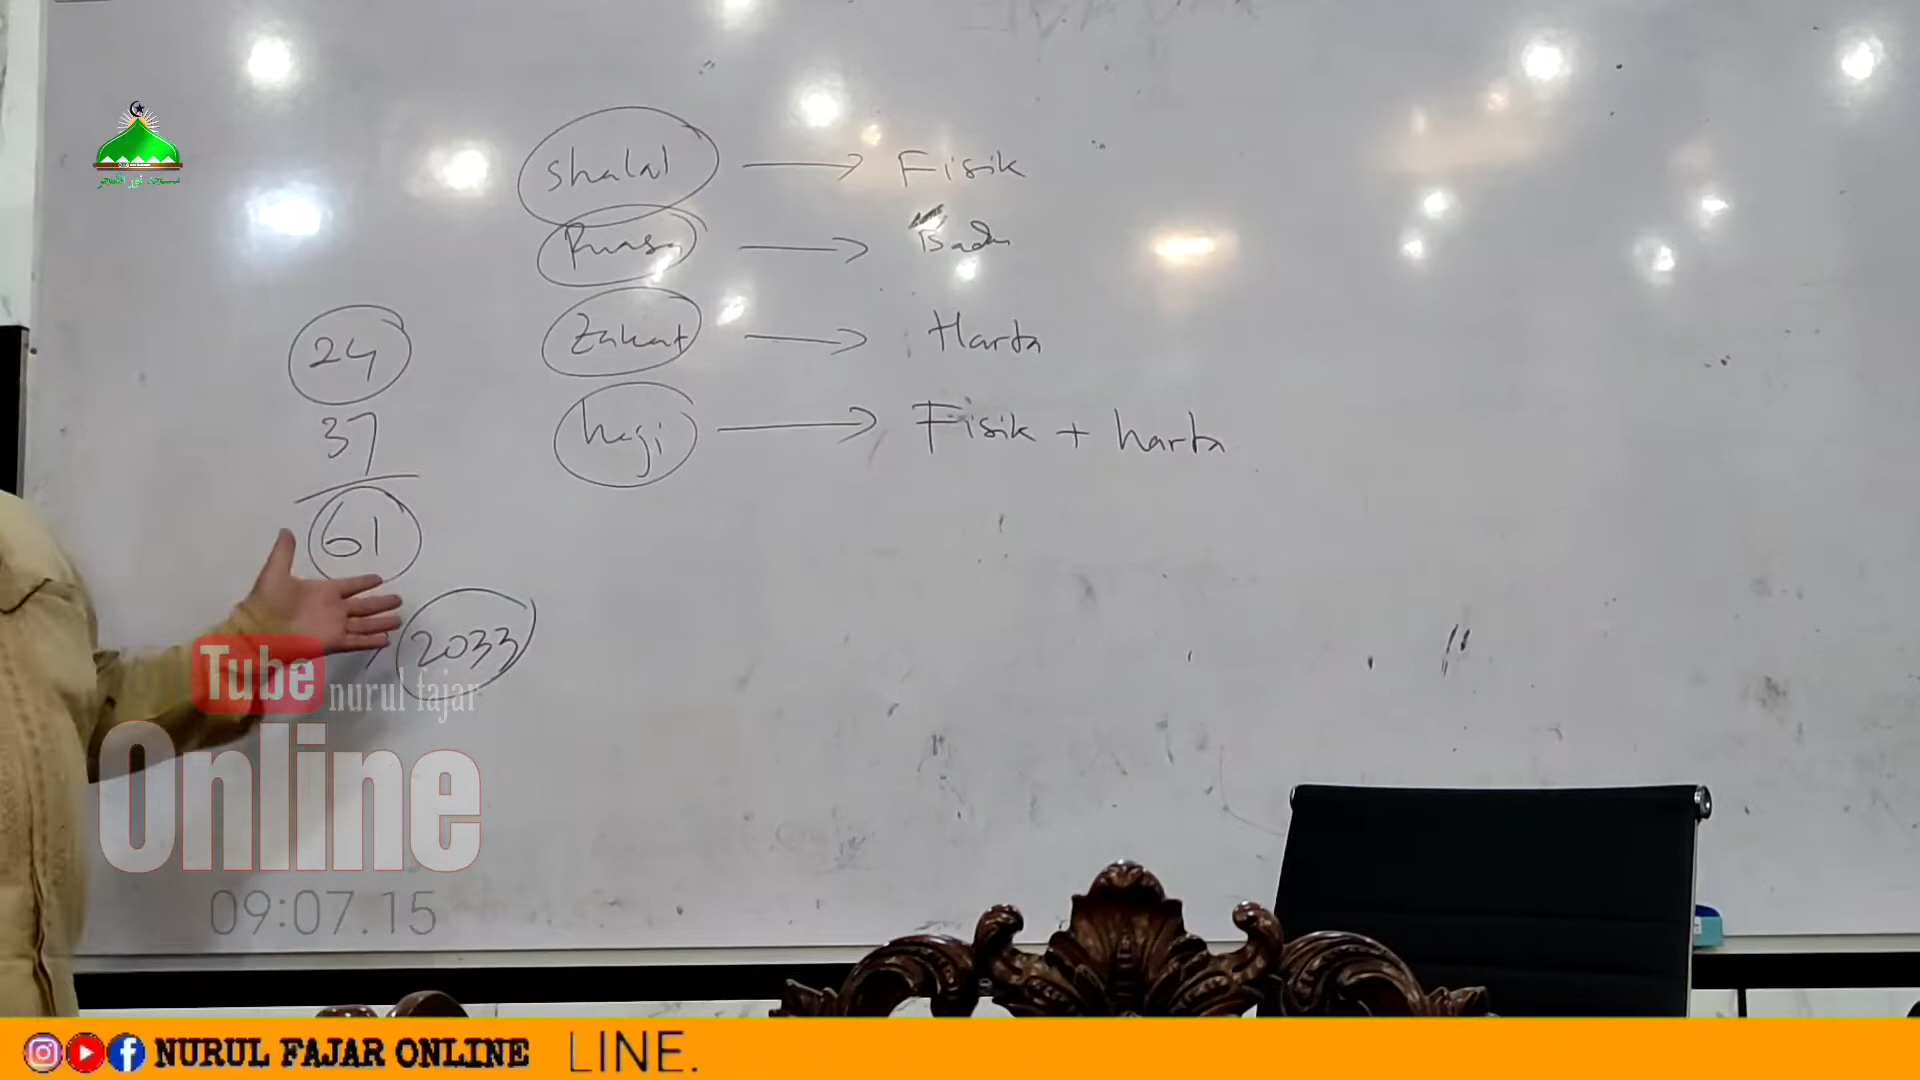 shalat → Fisik
Puasa → Badan
Zakat → Harta
haji → Fisik + harta
24
37
61
2033
Tube
nurul fajar
Online
09:07.15
NURUL FAJAR ONLINE
LINE.